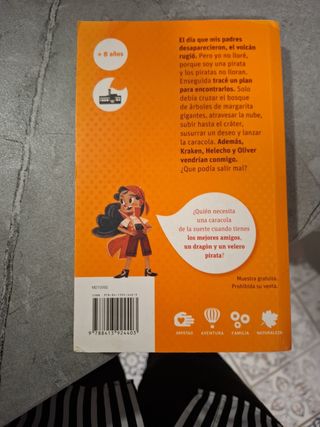 El día que mis padres
desaparecieron, el volcán
rugió. Pero yo no lloré,
porque soy una pirata
y los piratas no lloran.
Enseguida tracé un plan
para encontrarlos. Solo
debía cruzar el bosque
de árboles de margarita
gigantes, atravesar la nube,
subir hasta el cráter,
susurrar un deseo y lanzar
la caracola. Además,
Kraken, Helecho y Oliver
vendrían conmigo.
¿Qué podía salir mal?
+ 8 años
¿Quién necesita
una caracola
de la suerte cuando tienes
los mejores amigos,
un dragón y un velero
pirata?
Muestra gratuita.
Prohibida su venta.
9 788413 924403
AMISTAD
AVENTURA
FAMILIA
NATURALEZA